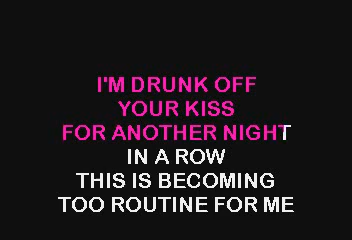 I'M DRUNK OFF
YOUR KISS
FOR ANOTHER NIGHT
IN A ROW
THIS IS BECOMING
TOO ROUTINE FOR ME